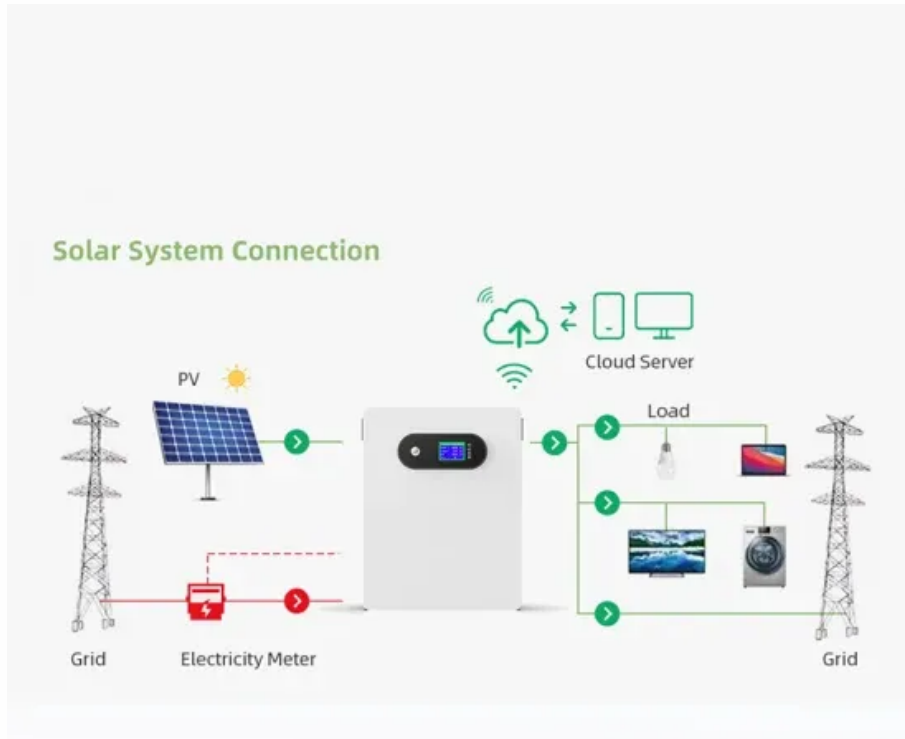 Solar System Connection
Cloud Server
PV
Load
Grid
Electricity Meter
Grid